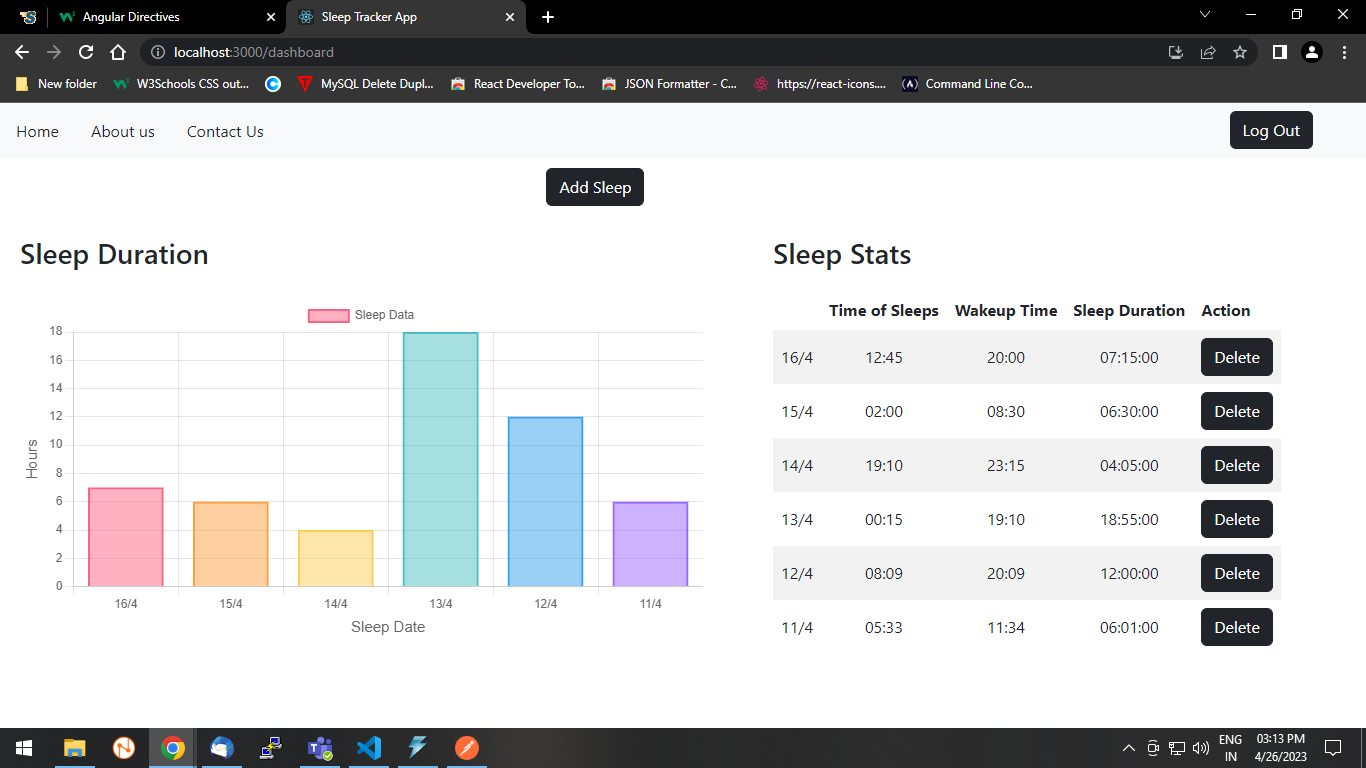 Angular Directives
Sleep Tracker App
localhost:3000/dashboard
New folder
W3Schools CSS out...
MySQL Delete Dupl...
React Developer To...
JSON Formatter - C...
https://react-icons....
Command Line Co...
Home
About us
Contact Us
Log Out
Add Sleep
Sleep Duration
Sleep Data
Hours
18
16
14
12
10
8
6
4
2
0
16/4 15/4 14/4 13/4 12/4 11/4
Sleep Date
Sleep Stats
Time of Sleeps Wakeup Time Sleep Duration Action
16/4 12:45 20:00 07:15:00 Delete
15/4 02:00 08:30 06:30:00 Delete
14/4 19:10 23:15 04:05:00 Delete
13/4 00:15 19:10 18:55:00 Delete
12/4 08:09 20:09 12:00:00 Delete
11/4 05:33 11:34 06:01:00 Delete
ENG
IN
03:13 PM
4/26/2023